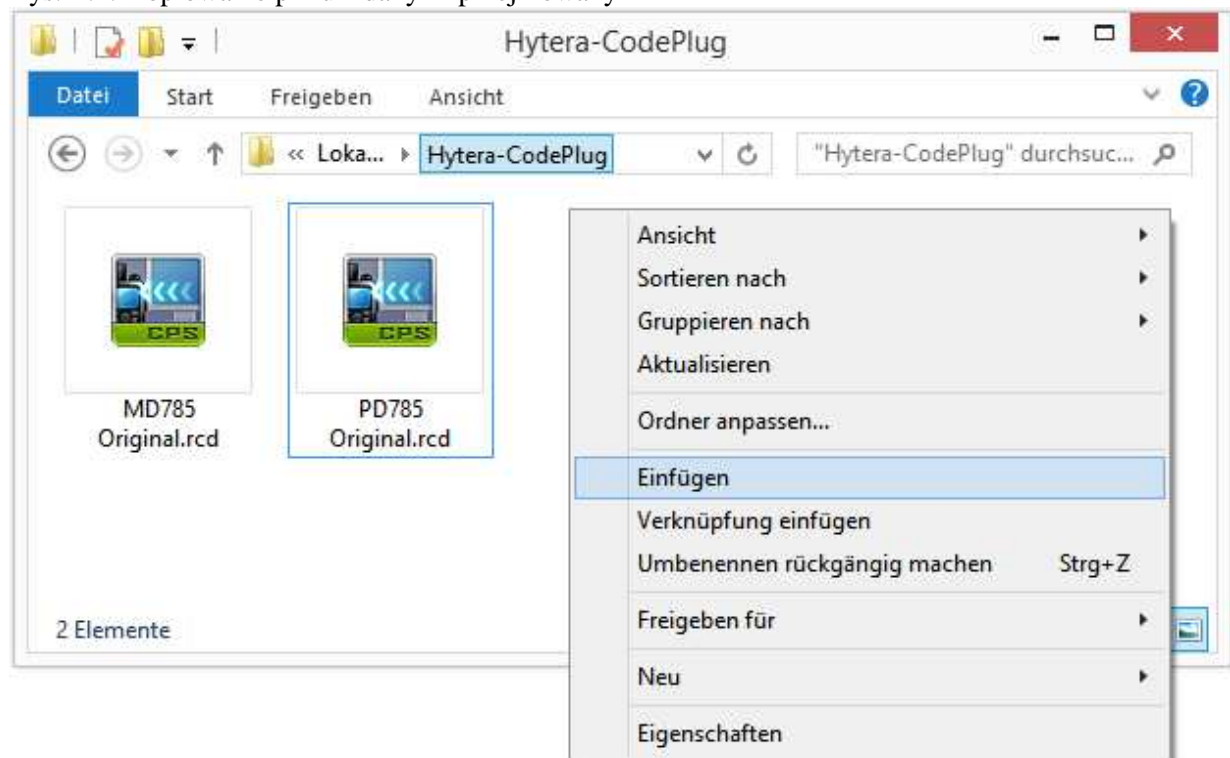 Hytera-CodePlug
Datei Start Freigeben Ansicht
« Loka... Hytera-CodePlug "Hytera-CodePlug" durchsuc...
CPS CPS
MD785 PD785
Original.rcd Original.rcd
2 Elemente
Ansicht
Sortieren nach
Gruppieren nach
Aktualisieren
Ordner anpassen...
Einfügen
Verknüpfung einfügen
Umbenennen rückgängig machen Strg+Z
Freigeben für
Neu
Eigenschaften